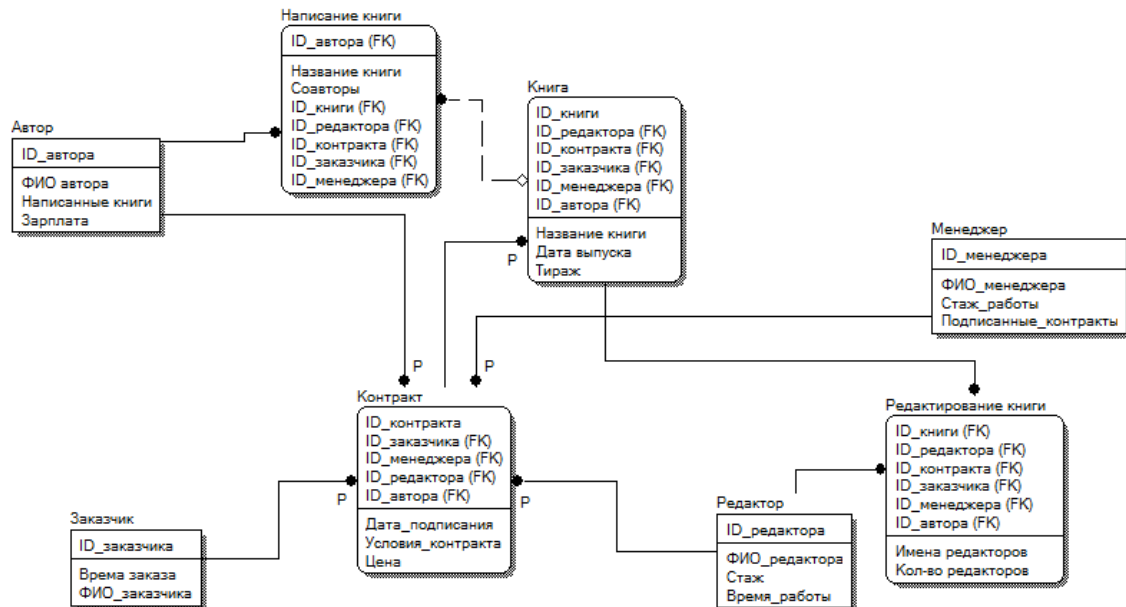 Написание книги
ID_автора (FK)
Название книги
Соавторы
ID_книги (FK)
ID_редактора (FK)
ID_контракта (FK)
ID_заказчика (FK)
ID_менеджера (FK)
Книга
ID_книги
ID_редактора (FK)
ID_контракта (FK)
ID_заказчика (FK)
ID_менеджера (FK)
ID_автора (FK)
Название книги
Дата выпуска
Тираж
Автор
ID_автора
ФИО автора
Написанные книги
Зарплата
Менеджер
ID_менеджера
ФИО_менеджера
Стаж_работы
Подписанные_контракты
P
P
P
Контракт
ID_контракта
ID_заказчика (FK)
ID_менеджера (FK)
ID_редактора (FK)
ID_автора (FK)
Дата_подписания
Условия_контракта
Цена
Редактирование книги
ID_книги (FK)
ID_редактора (FK)
ID_контракта (FK)
ID_заказчика (FK)
ID_менеджера (FK)
ID_автора (FK)
Имена редакторов
Кол-во редакторов
P
P
Заказчик
ID_заказчика
Врема заказа
ФИО_заказчика
Редактор
ID_редактора
ФИО_редактора
Стаж
Время_работы